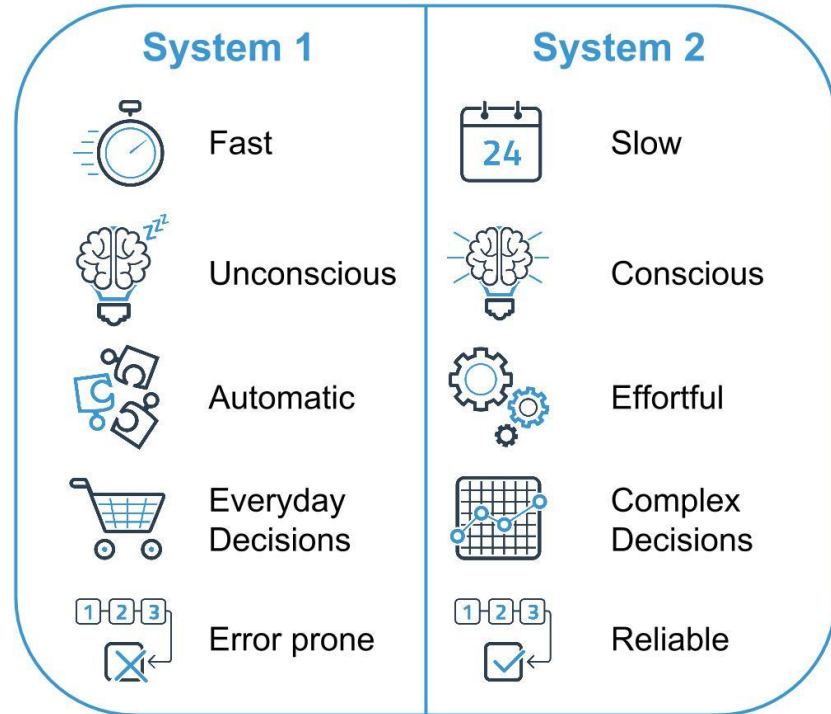 System 1
Fast
zzz
Unconscious
Automatic
Everyday
Decisions
1 2 3
Error prone
System 2
24
Slow
Conscious
Effortful
Complex
Decisions
1 2 3
Reliable